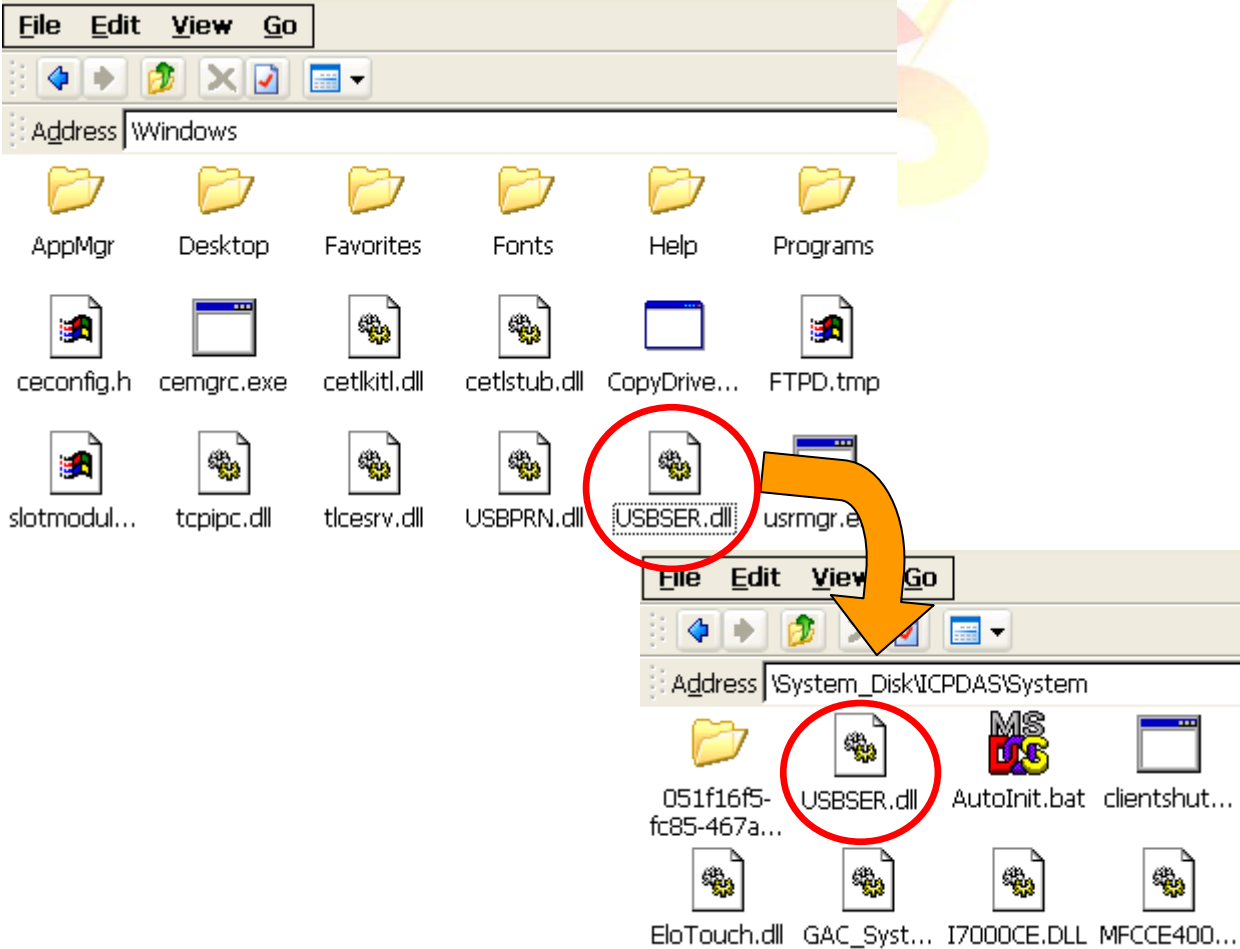 File Edit View Go
Address \Windows
AppMgr Desktop Favorites Fonts Help Programs
ceconfig.h cemgrc.exe cetlkitl.dll cetlstub.dll CopyDrive... FTPD.tmp
slotmodul... tcpipc.dll tlcesrv.dll USBPRN.dll USBSER.dll usrmgr.e
File Edit View Go
Address \System_Disk\ICPDAS\System
MS
DOS
051f16f5- USBSER.dll AutoInit.bat clientshut...
fc85-467a...
EloTouch.dll GAC_Syst... I7000CE.DLL MFCCE400...